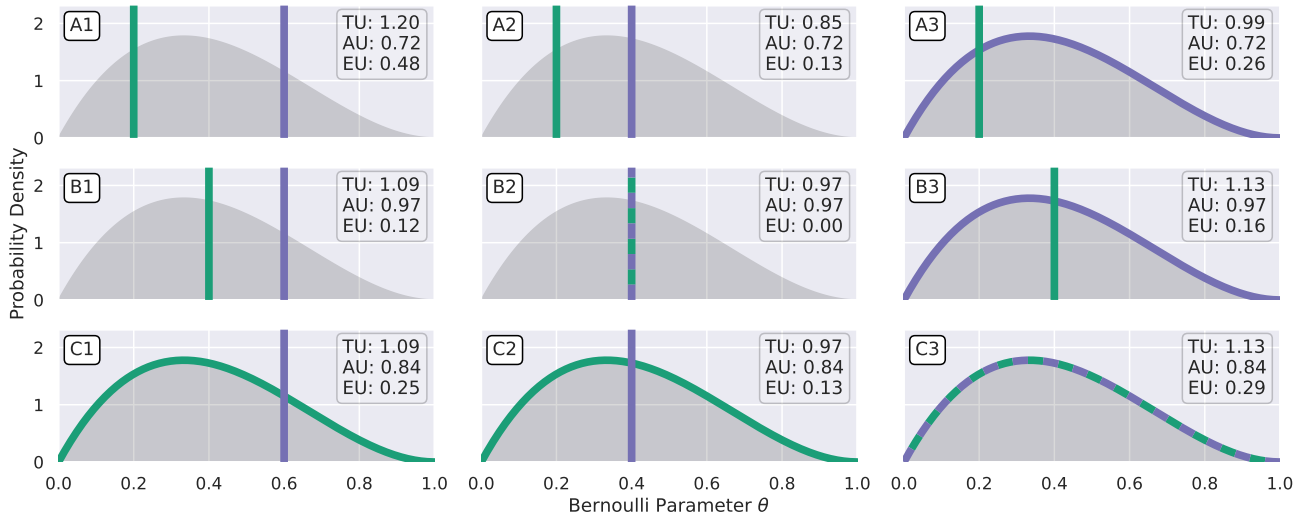 Probability Density
2
1
0
A1
TU: 1.20
AU: 0.72
EU: 0.48
A2
TU: 0.85
AU: 0.72
EU: 0.13
A3
TU: 0.99
AU: 0.72
EU: 0.26
2
1
0
B1
TU: 1.09
AU: 0.97
EU: 0.12
B2
TU: 0.97
AU: 0.97
EU: 0.00
B3
TU: 1.13
AU: 0.97
EU: 0.16
2
1
0
C1
TU: 1.09
AU: 0.84
EU: 0.25
C2
TU: 0.97
AU: 0.84
EU: 0.13
C3
TU: 1.13
AU: 0.84
EU: 0.29
0.0 0.2 0.4 0.6 0.8 1.0
0.0 0.2 0.4 0.6 0.8 1.0
0.0 0.2 0.4 0.6 0.8 1.0
Bernoulli Parameter θ